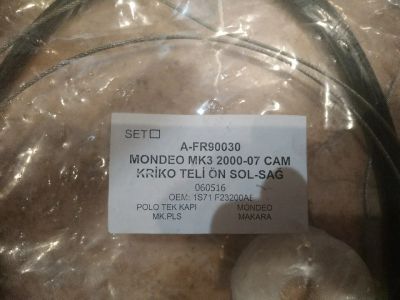 SET
A-FR90030
MONDEO MK3 2000-07 CAM
KRİKO TELİ ÖN SOL-SAĞ
060516
OEM: 1S71 F23200AL
POLO TEK KAPI MONDEO
MK.PLS MAKARA